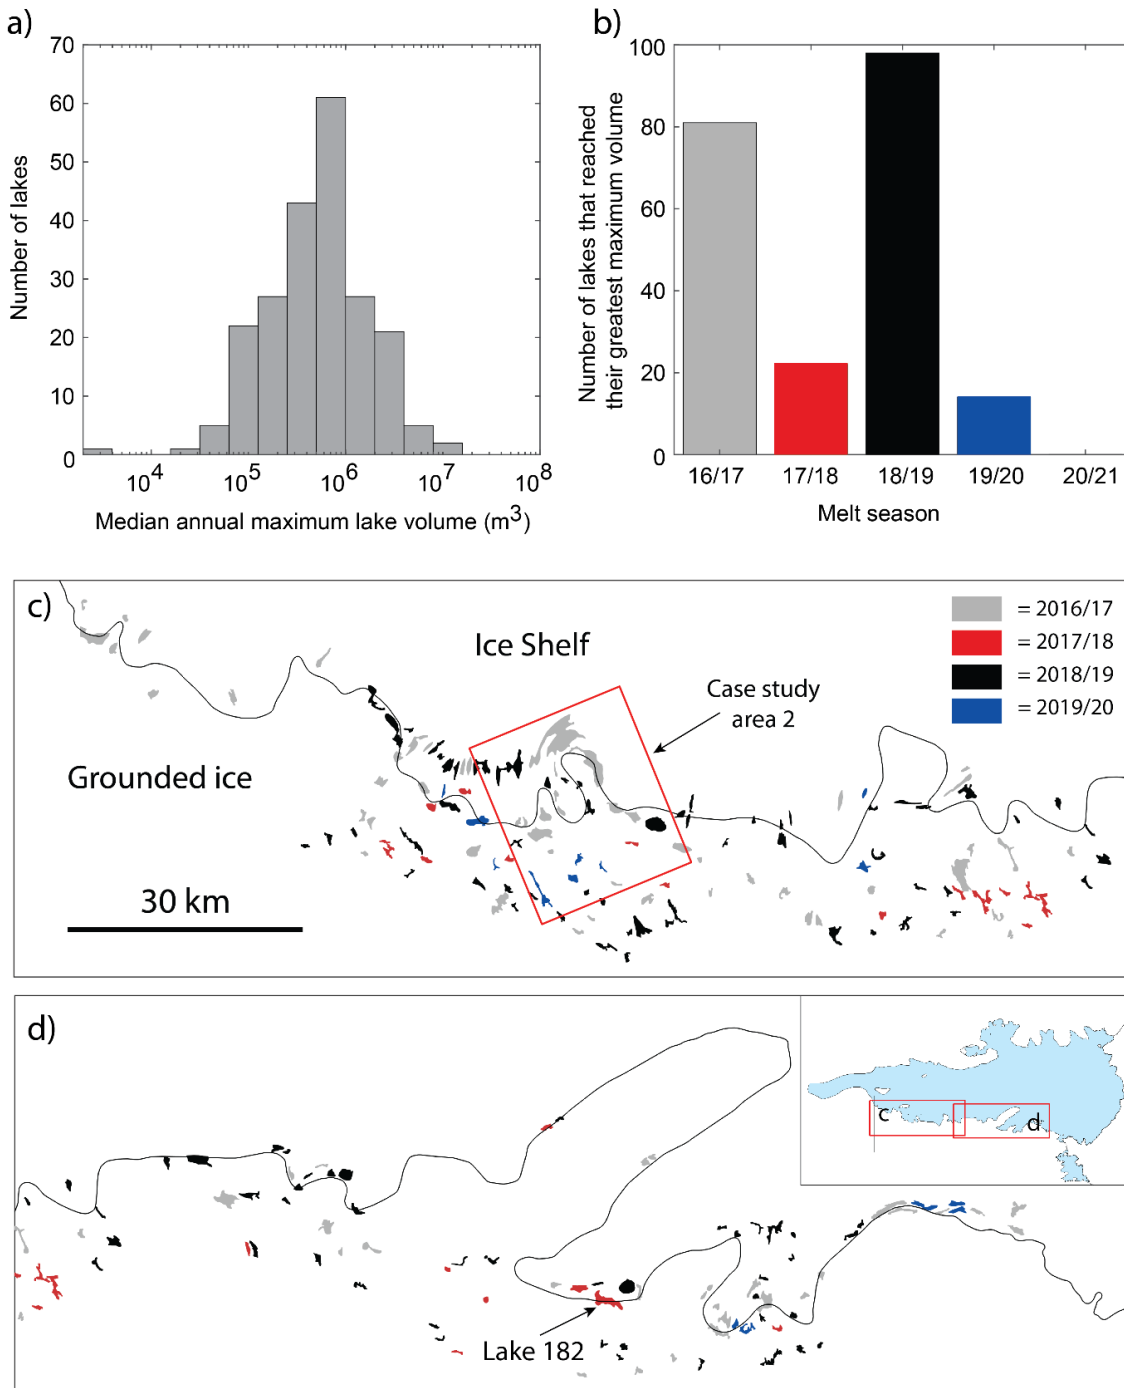 a)
70
60
50
40
30
20
10
0
Number of lakes
10^4
10^5
10^6
10^7
10^8
Median annual maximum lake volume (m^3)
b)
100
80
60
40
20
0
Number of lakes that reached
their greatest maximum volume
16/17
17/18
18/19
19/20
20/21
Melt season
c)
Ice Shelf
= 2016/17
= 2017/18
= 2018/19
= 2019/20
Case study
area 2
Grounded ice
30 km
d)
c
d
Lake 182